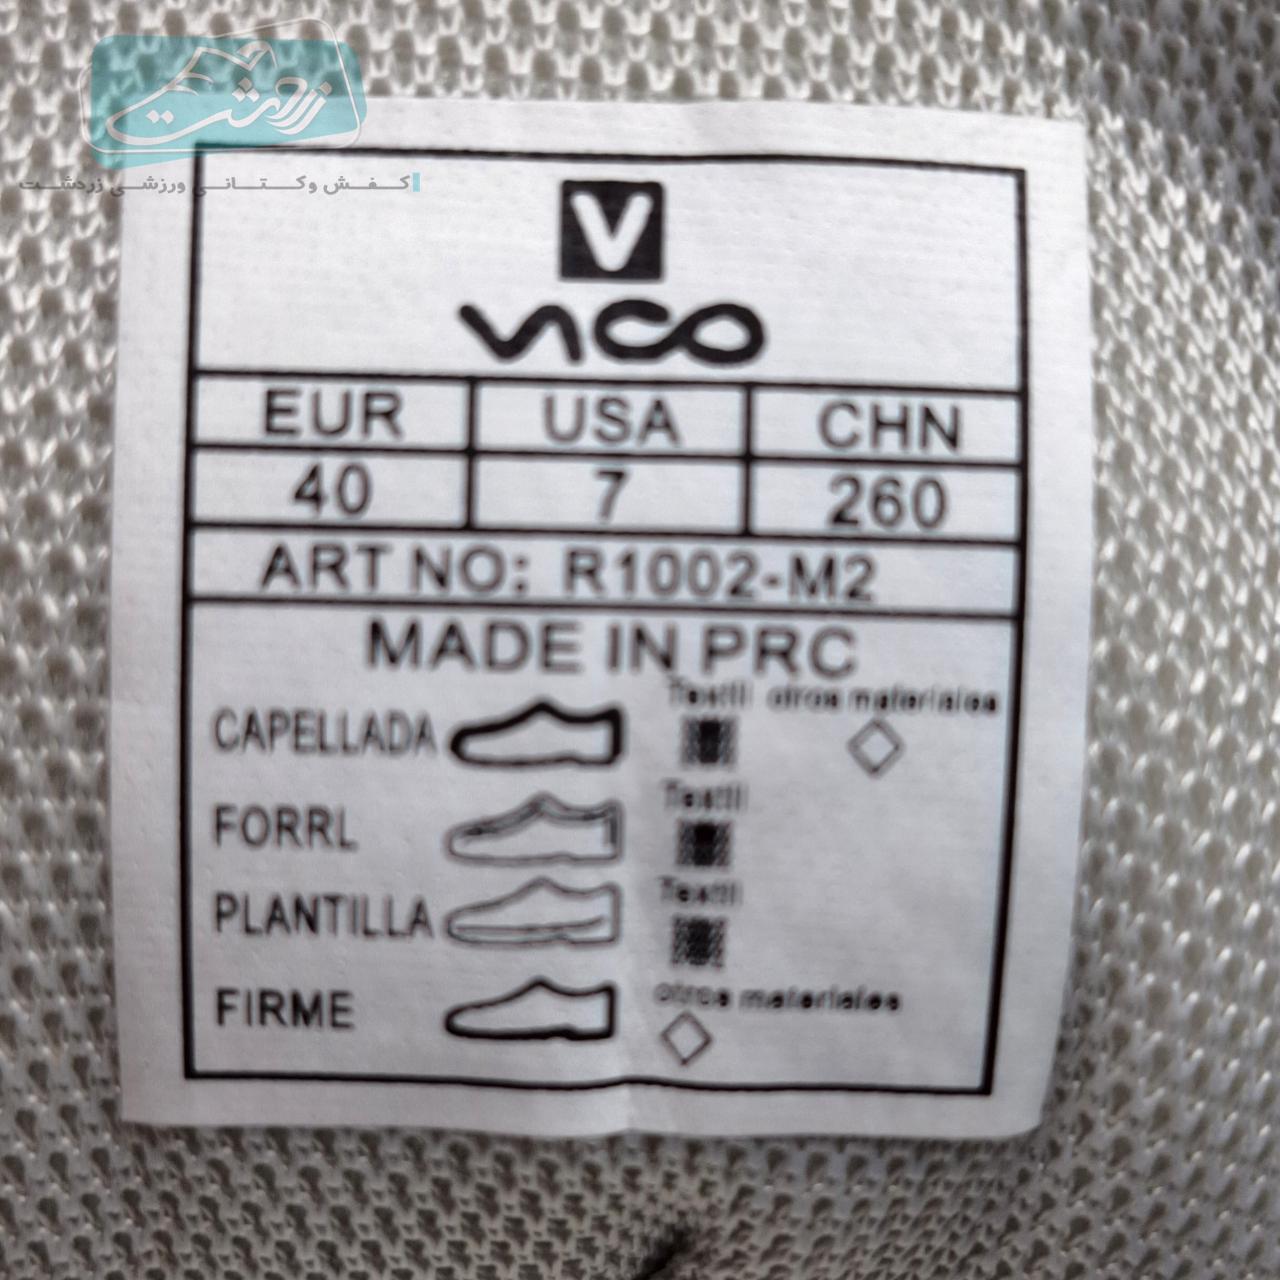 زردشت
کفش و کتانی ورزشی زردشت
V
vico
EUR USA CHN
40 7 260
ART NO: R1002-M2
MADE IN PRC
Textil otros materiales
CAPELLADA
Textil
FORRL
Textil
PLANTILLA
otros materiales
FIRME